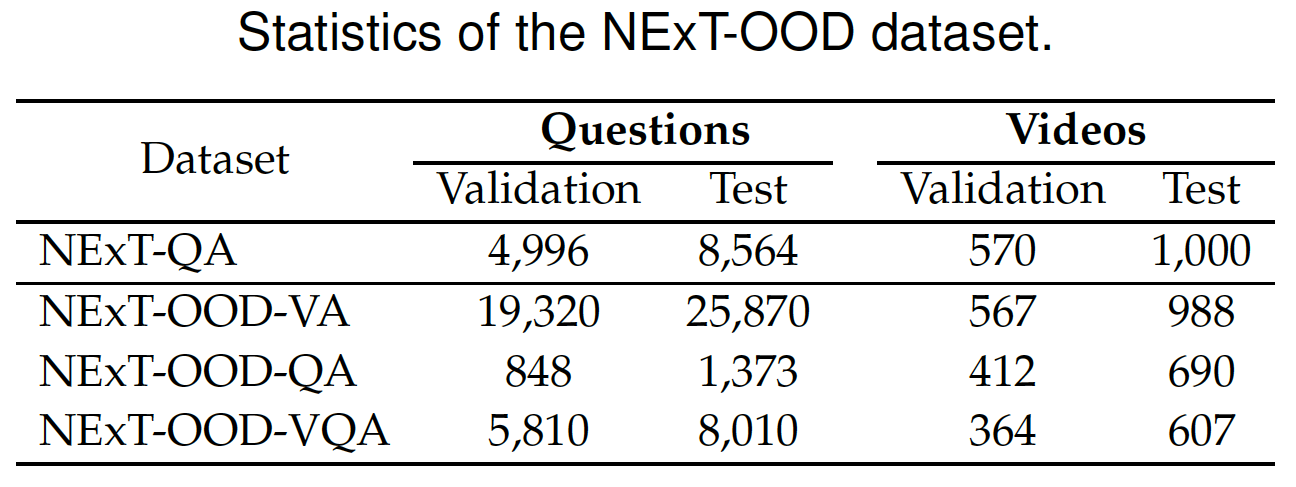 Statistics of the NExT-OOD dataset.
Dataset Questions Videos
Validation Test Validation Test
NExT-QA 4,996 8,564 570 1,000
NExT-OOD-VA 19,320 25,870 567 988
NExT-OOD-QA 848 1,373 412 690
NExT-OOD-VQA 5,810 8,010 364 607